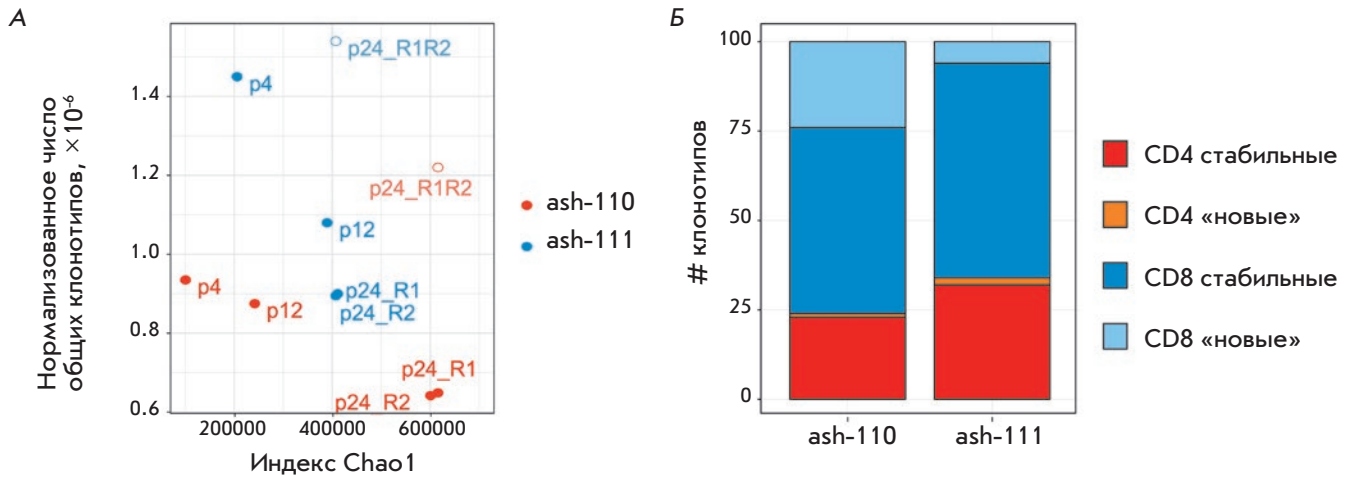 А
Нормализованное число
общих клонотипов, ×10⁻⁶
1.4
1.2
1.0
0.8
0.6
p24_R1R2
p4
p24_R1R2
p12
p24_R1
p24_R2
p4
p12
p24_R1
p24_R2
200000
400000
600000
Индекс Chao1
ash-110
ash-111
Б
# клонотипов
100
75
50
25
0
ash-110
ash-111
CD4 стабильные
CD4 «новые»
CD8 стабильные
CD8 «новые»